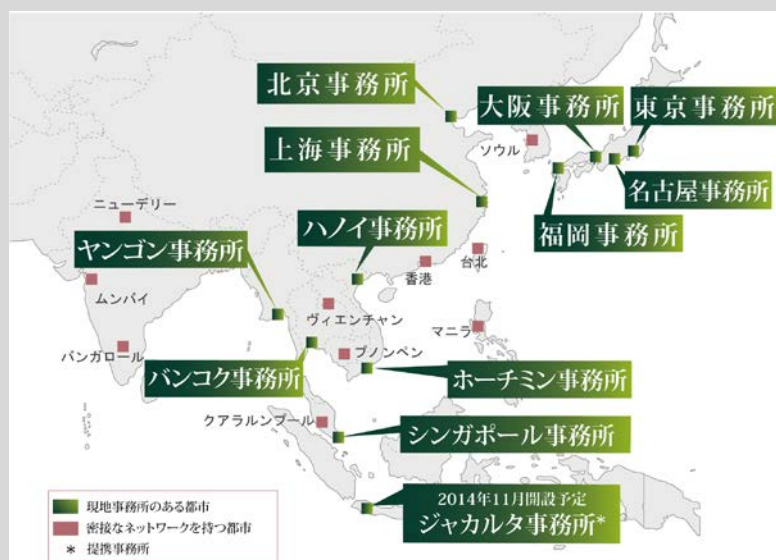 北京事務所
大阪事務所
東京事務所
ソウル
上海事務所
名古屋事務所
ニューデリー
ハノイ事務所
福岡事務所
ヤンゴン事務所
台北
香港
ムンバイ
ヴィエンチャン
マニラ
バンガロール
プノンペン
バンコク事務所
ホーチミン事務所
クアラルンプール
シンガポール事務所
2014年11月開設予定
ジャカルタ事務所*
現地事務所のある都市
密接なネットワークを持つ都市
* 提携事務所